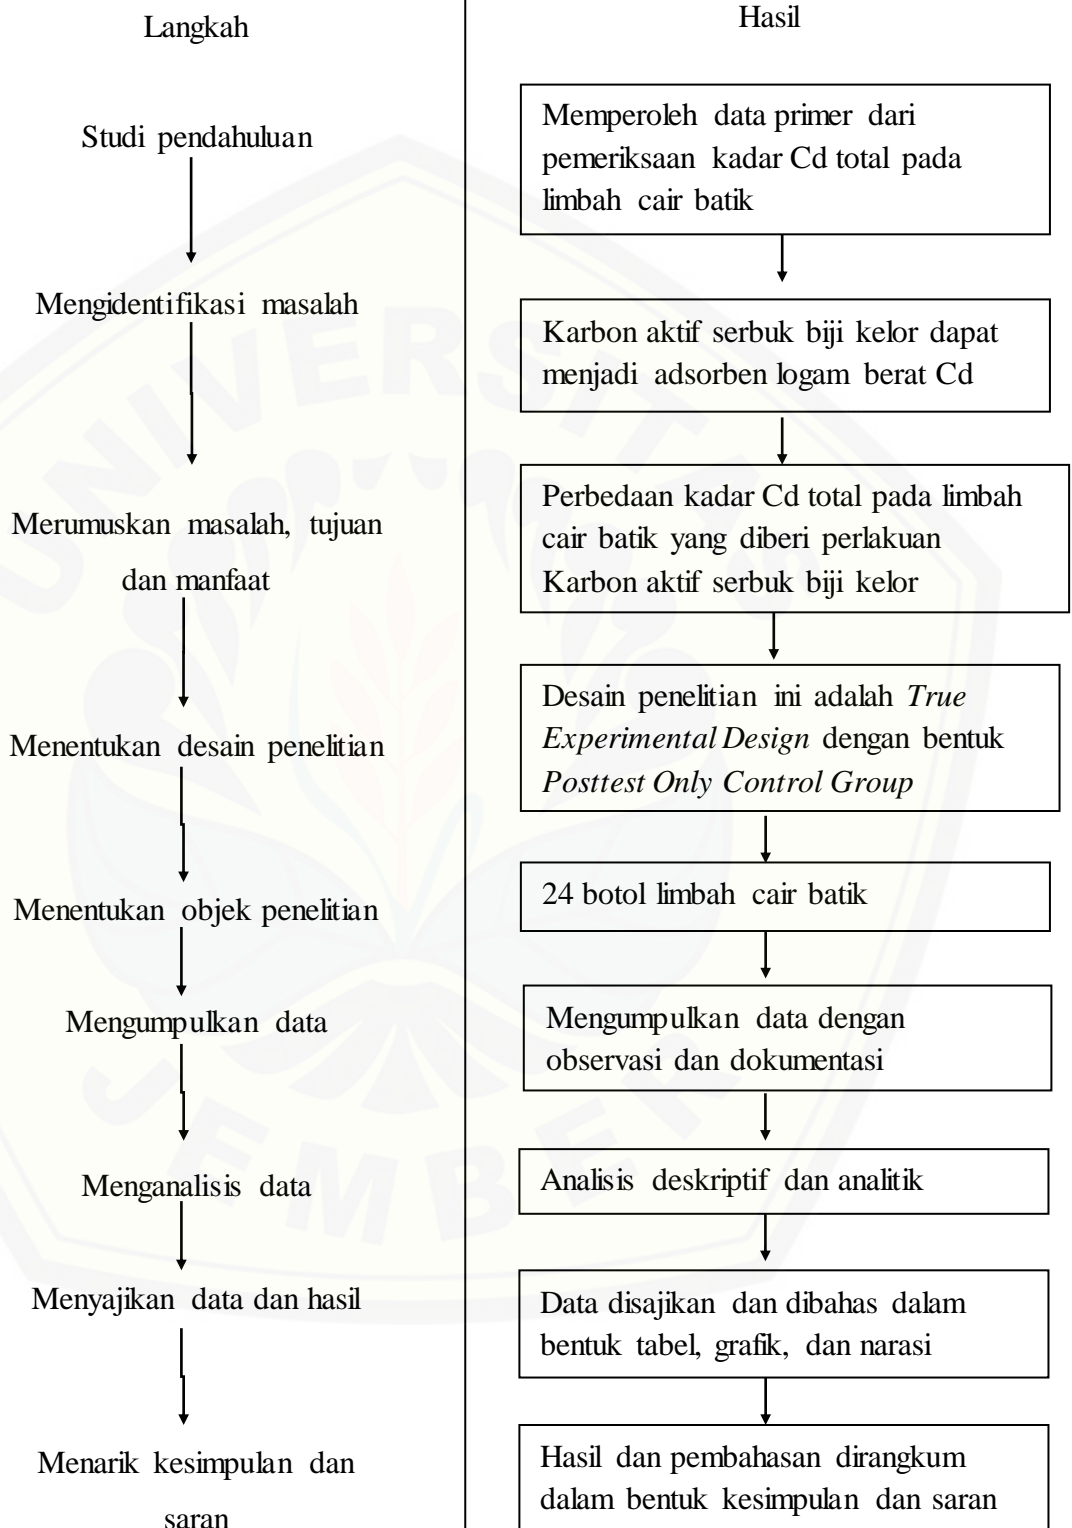 Langkah
Hasil
Studi pendahuluan
Memperoleh data primer dari
pemeriksaan kadar Cd total pada
limbah cair batik
Mengidentifikasi masalah
Karbon aktif serbuk biji kelor dapat
menjadi adsorben logam berat Cd
Merumuskan masalah, tujuan
dan manfaat
Perbedaan kadar Cd total pada limbah
cair batik yang diberi perlakuan
Karbon aktif serbuk biji kelor
Menentukan desain penelitian
Desain penelitian ini adalah True
Experimental Design dengan bentuk
Posttest Only Control Group
Menentukan objek penelitian
24 botol limbah cair batik
Mengumpulkan data
Mengumpulkan data dengan
observasi dan dokumentasi
Menganalisis data
Analisis deskriptif dan analitik
Menyajikan data dan hasil
Data disajikan dan dibahas dalam
bentuk tabel, grafik, dan narasi
Menarik kesimpulan dan
saran
Hasil dan pembahasan dirangkum
dalam bentuk kesimpulan dan saran
UNIVERSITAS
JEMBER